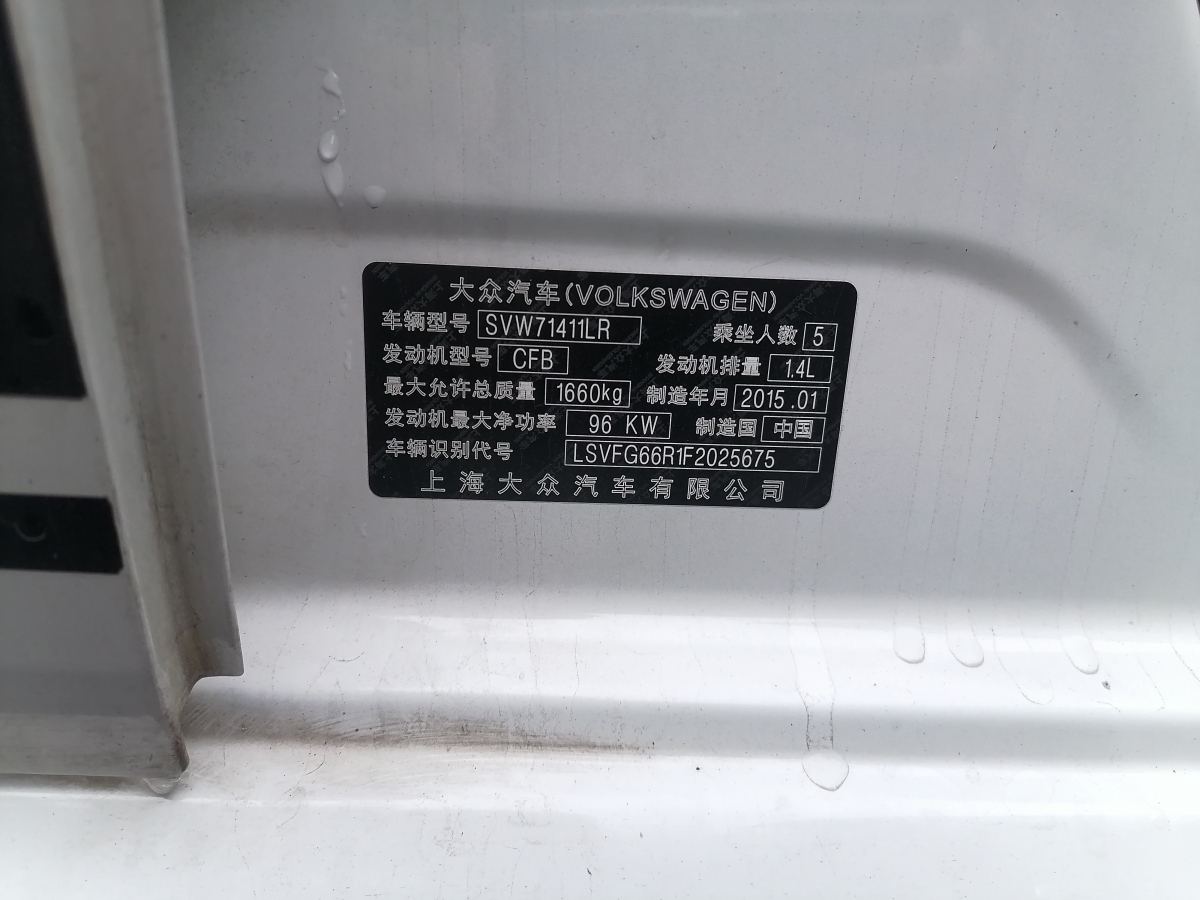 大众汽车(VOLKSWAGEN)
车辆型号 SVW71411LR 乘坐人数 5
发动机型号 CFB 发动机排量 1.4L
最大允许总质量 1660kg 制造年月 2015.01
发动机最大净功率 96 KW 制造国 中国
车辆识别代号 LSVFG66R1F2025675
上海大众汽车有限公司